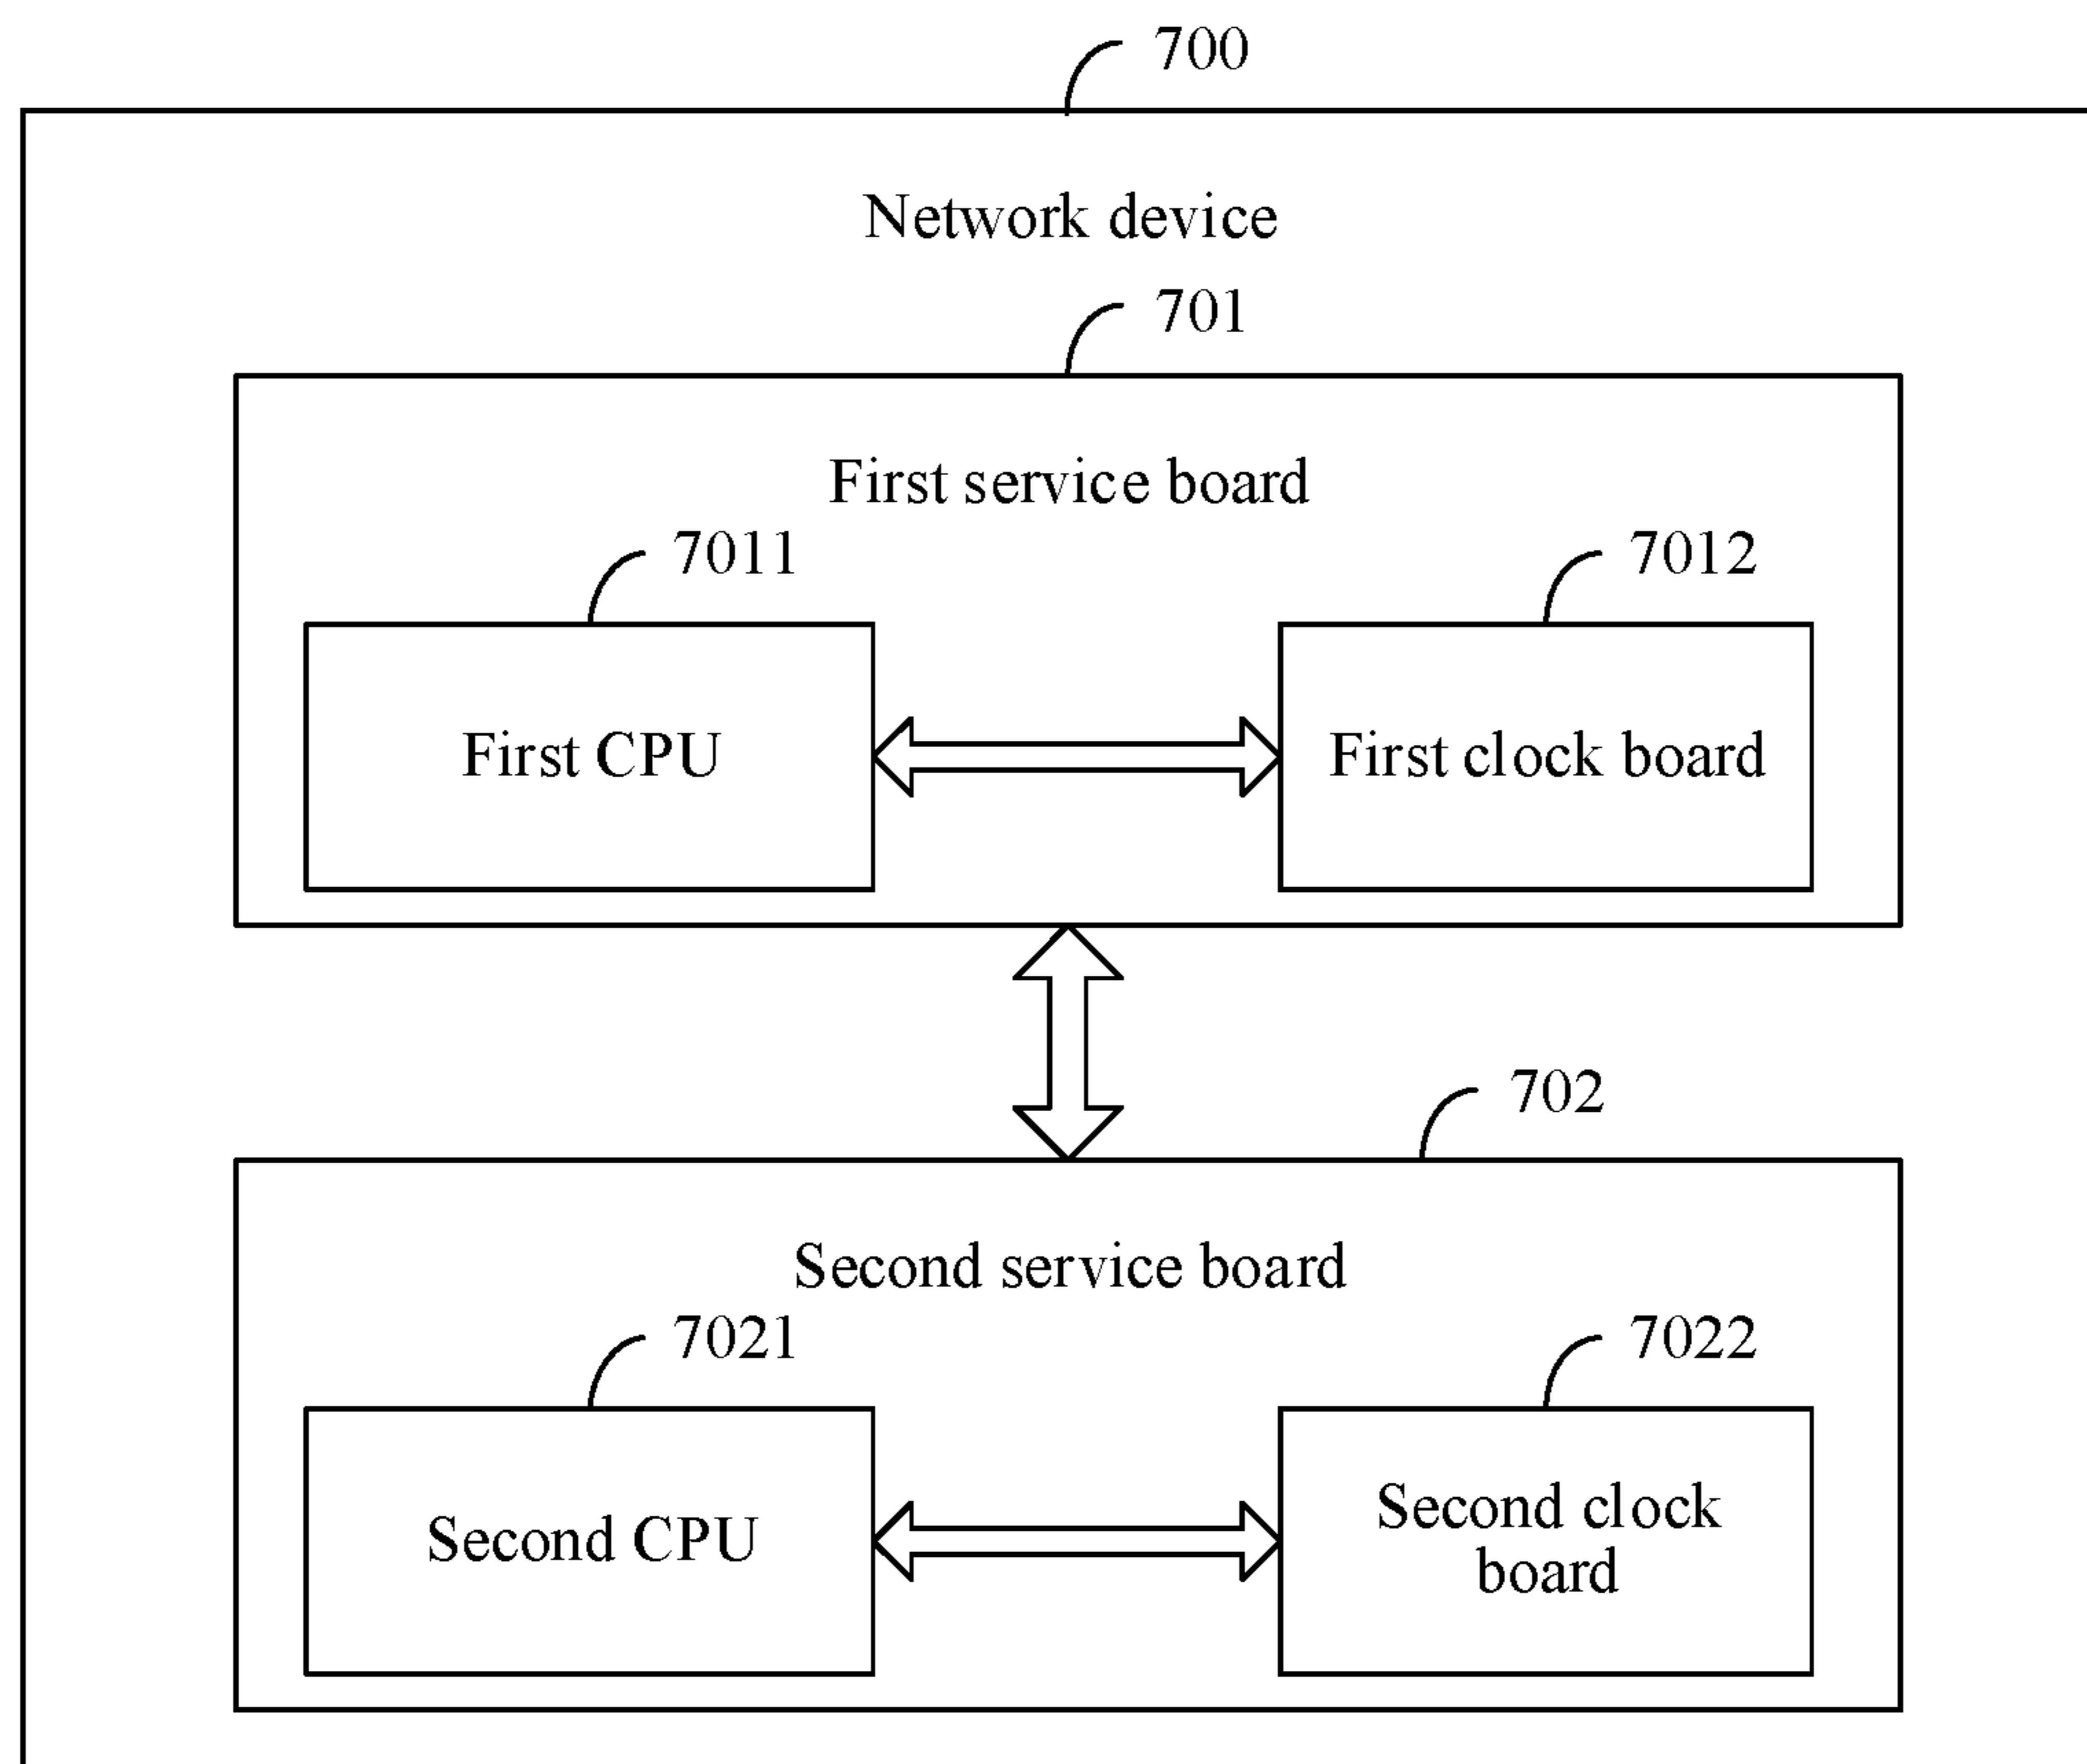 700
Network device
701
First service board
7011
7012
First CPU
First clock board
702
Second service board
7021
7022
Second CPU
Second clock
board